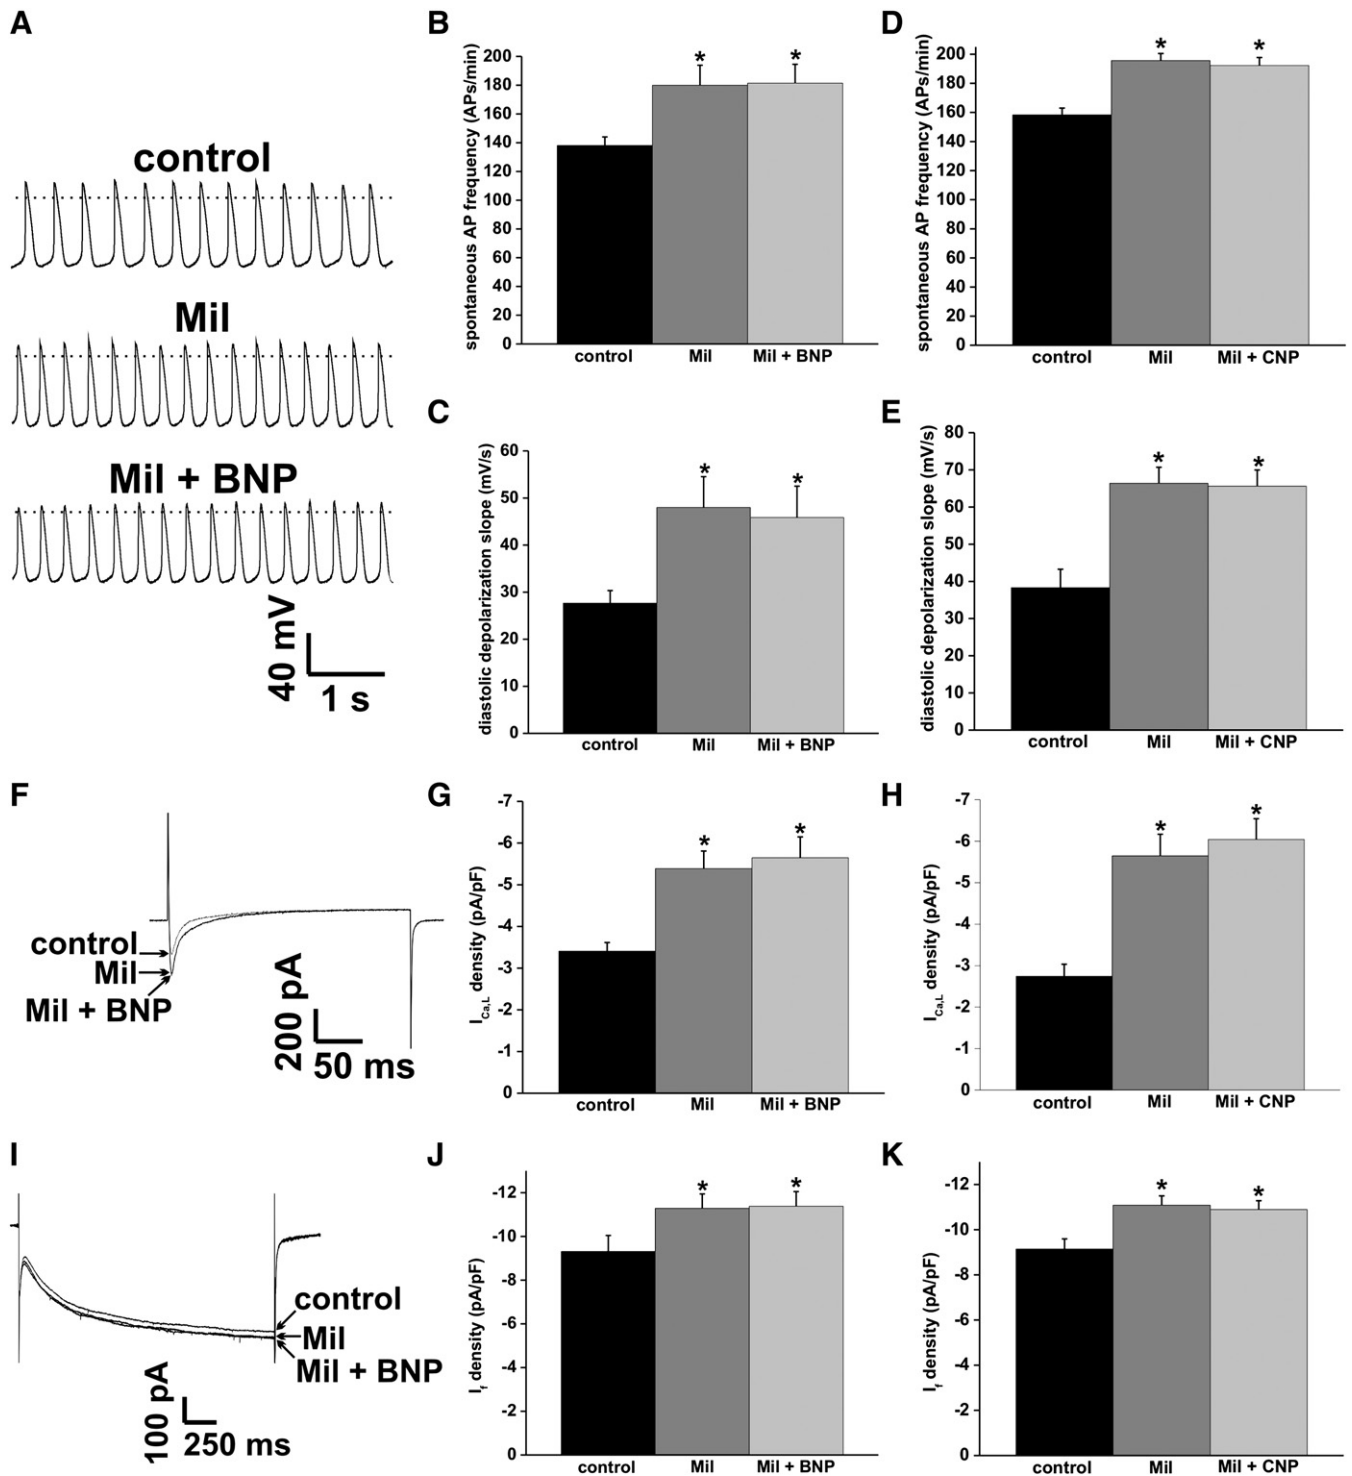 A
control
Mil
Mil + BNP
40 mV
1 s
B
spontaneous AP frequency (APs/min)
200
180
160
140
120
100
80
60
40
20
0
*
*
control
Mil
Mil + BNP
D
spontaneous AP frequency (APs/min)
200
180
160
140
120
100
80
60
40
20
0
*
*
control
Mil
Mil + CNP
C
diastolic depolarization slope (mV/s)
60
50
40
30
20
10
0
*
*
control
Mil
Mil + BNP
E
diastolic depolarization slope (mV/s)
80
70
60
50
40
30
20
10
0
*
*
control
Mil
Mil + CNP
F
control
Mil
Mil + BNP
200 pA
50 ms
G
I Ca,L density (pA/pF)
-7
-6
-5
-4
-3
-2
-1
0
*
*
control
Mil
Mil + BNP
H
I Ca,L density (pA/pF)
-7
-6
-5
-4
-3
-2
-1
0
*
*
control
Mil
Mil + CNP
I
control
Mil
Mil + BNP
100 pA
250 ms
J
I f density (pA/pF)
-12
-10
-8
-6
-4
-2
0
*
*
control
Mil
Mil + BNP
K
I f density (pA/pF)
-12
-10
-8
-6
-4
-2
0
*
*
control
Mil
Mil + CNP